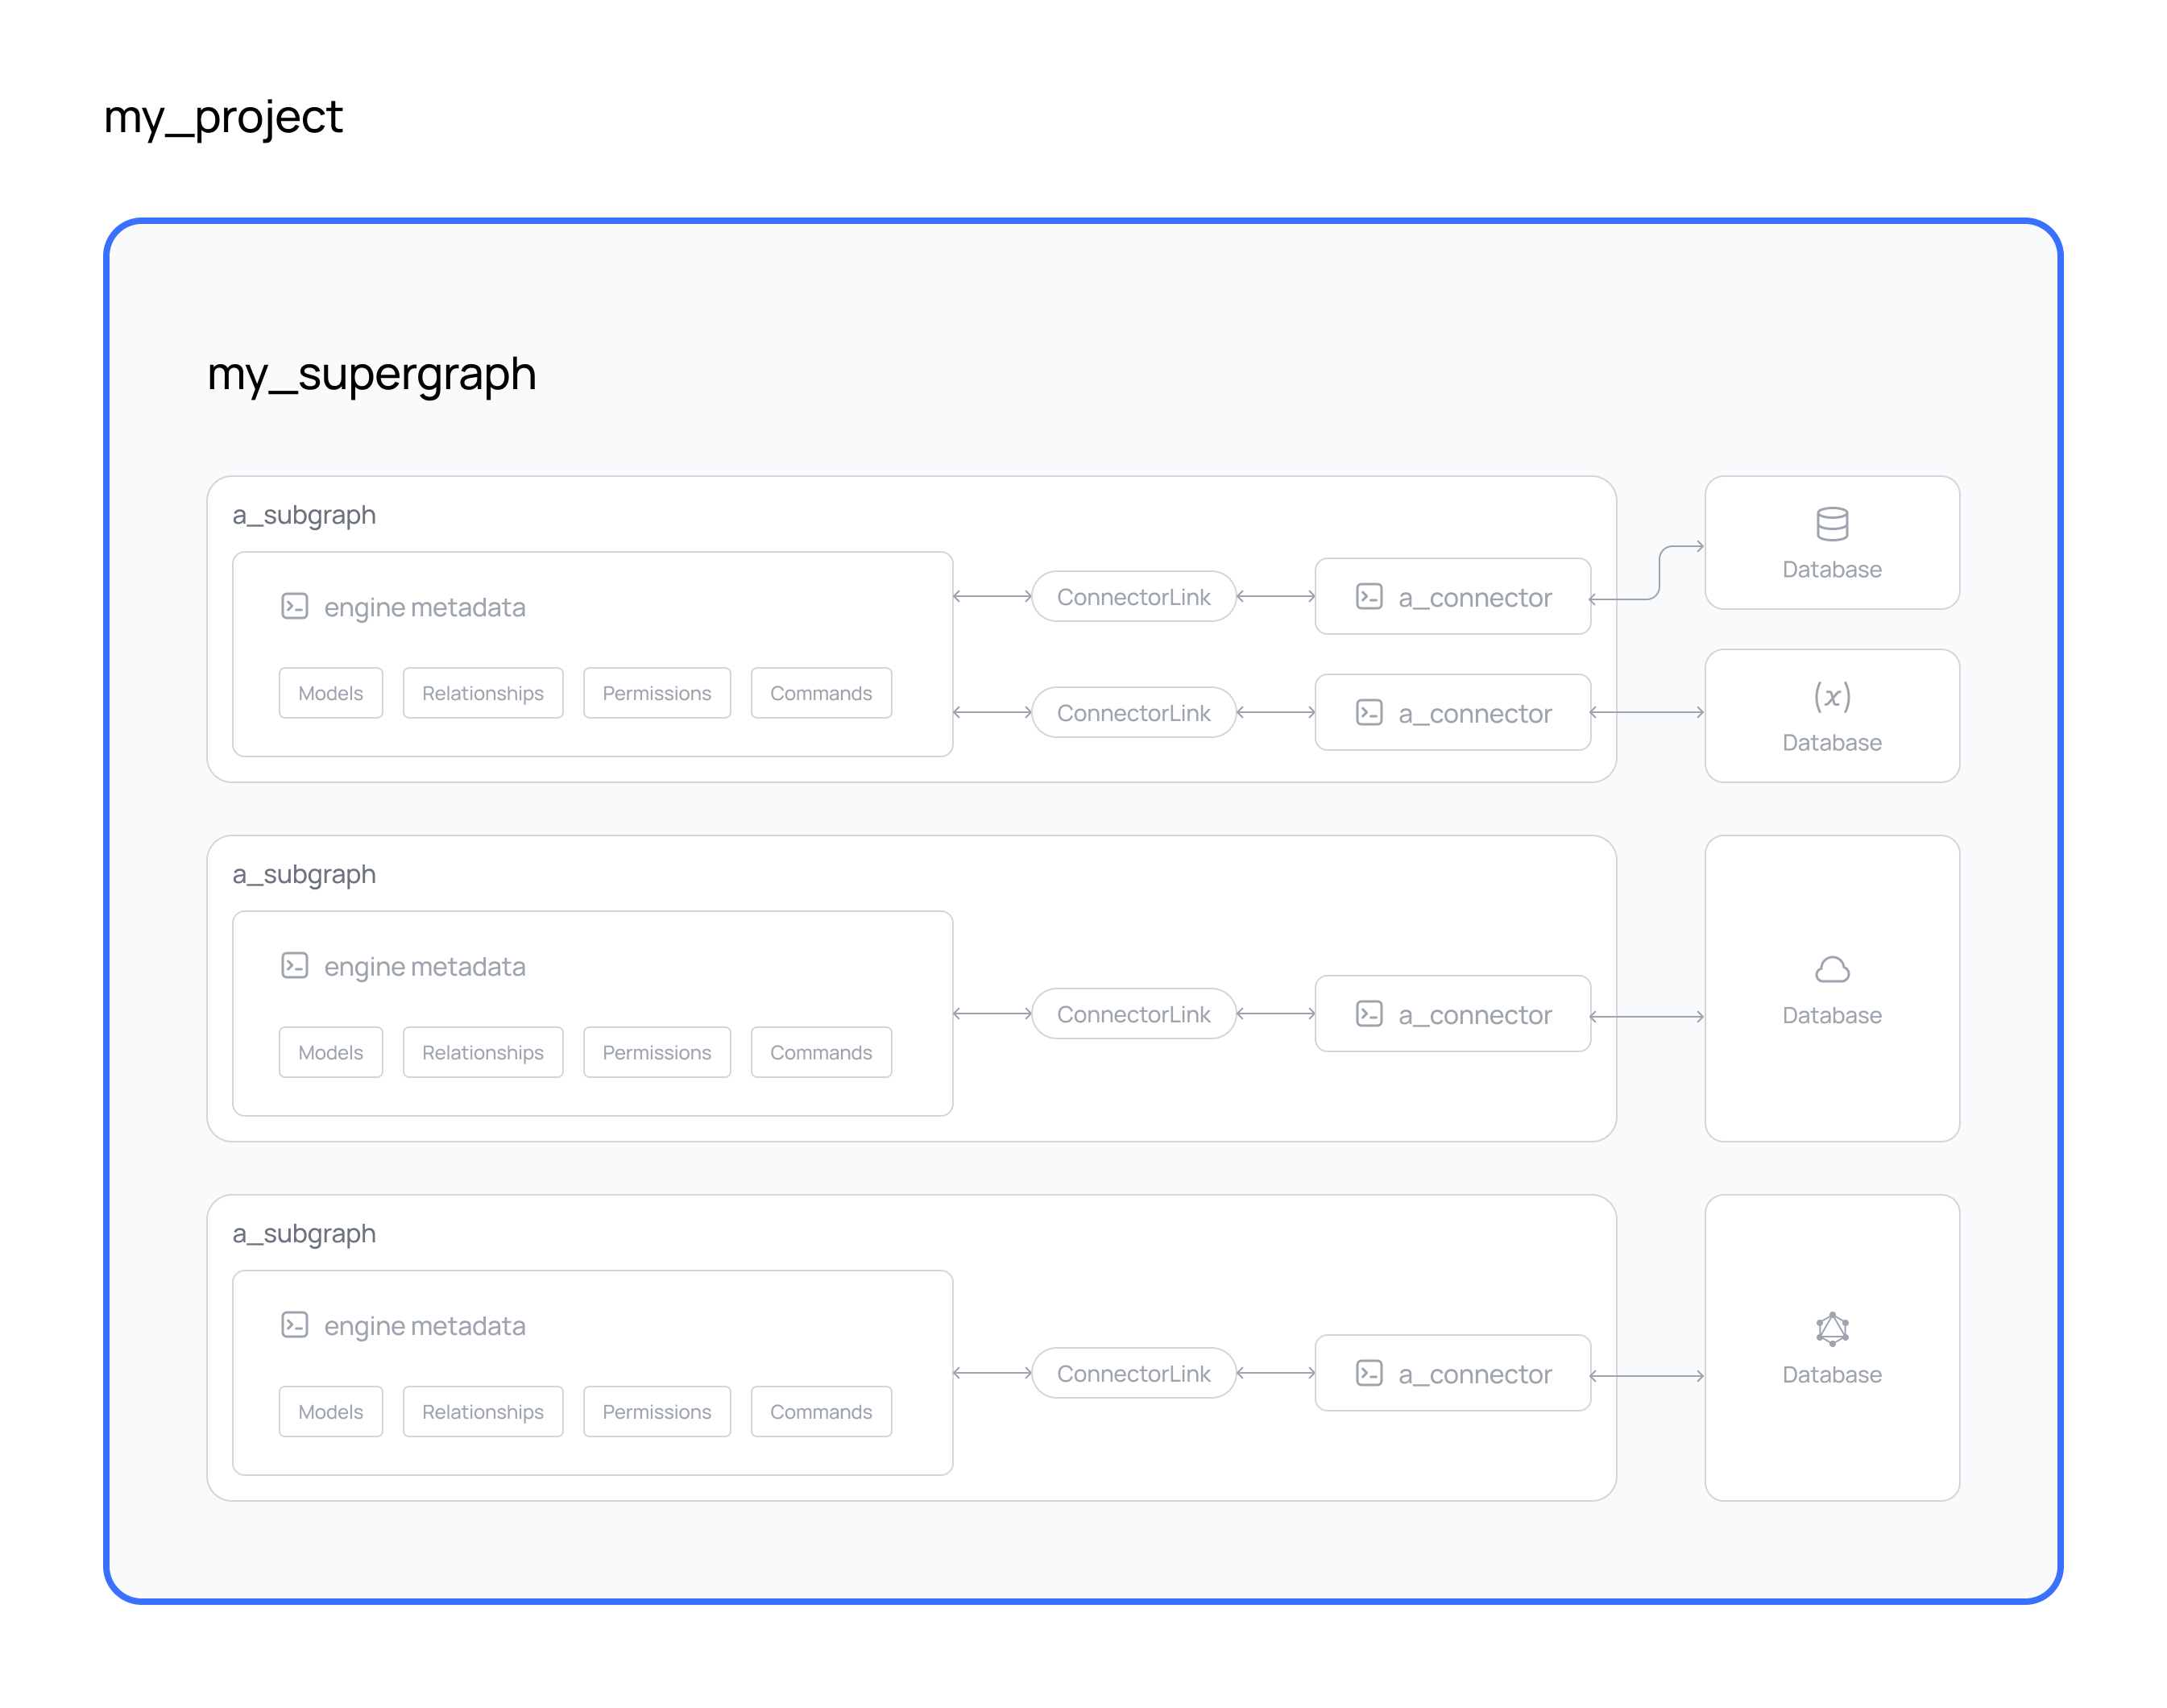 my_project
my_supergraph
a_subgraph
engine metadata
Models Relationships Permissions Commands
ConnectorLink a_connector
ConnectorLink a_connector
Database
(x)
Database
a_subgraph
engine metadata
Models Relationships Permissions Commands
ConnectorLink a_connector
Database
a_subgraph
engine metadata
Models Relationships Permissions Commands
ConnectorLink a_connector
Database